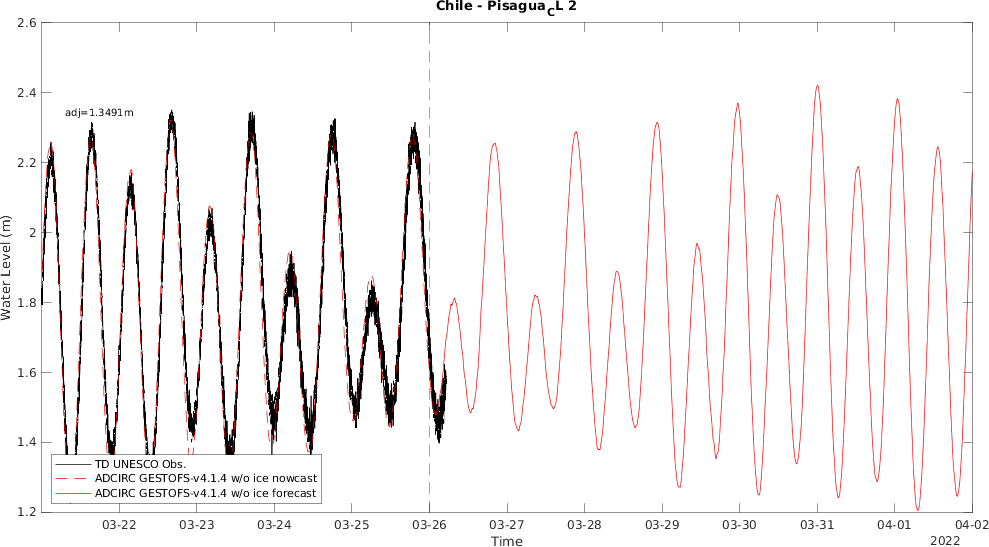 Chile - PisaguaCL 2
2.6
2.4
2.2
2
1.8
1.6
1.4
1.2
Water Level (m)
adj=1.3491m
TD UNESCO Obs.
ADCIRC GESTOFS-v4.1.4 w/o ice nowcast
ADCIRC GESTOFS-v4.1.4 w/o ice forecast
03-22 03-23 03-24 03-25 03-26 03-27 03-28 03-29 03-30 03-31 04-01 04-02
Time
2022